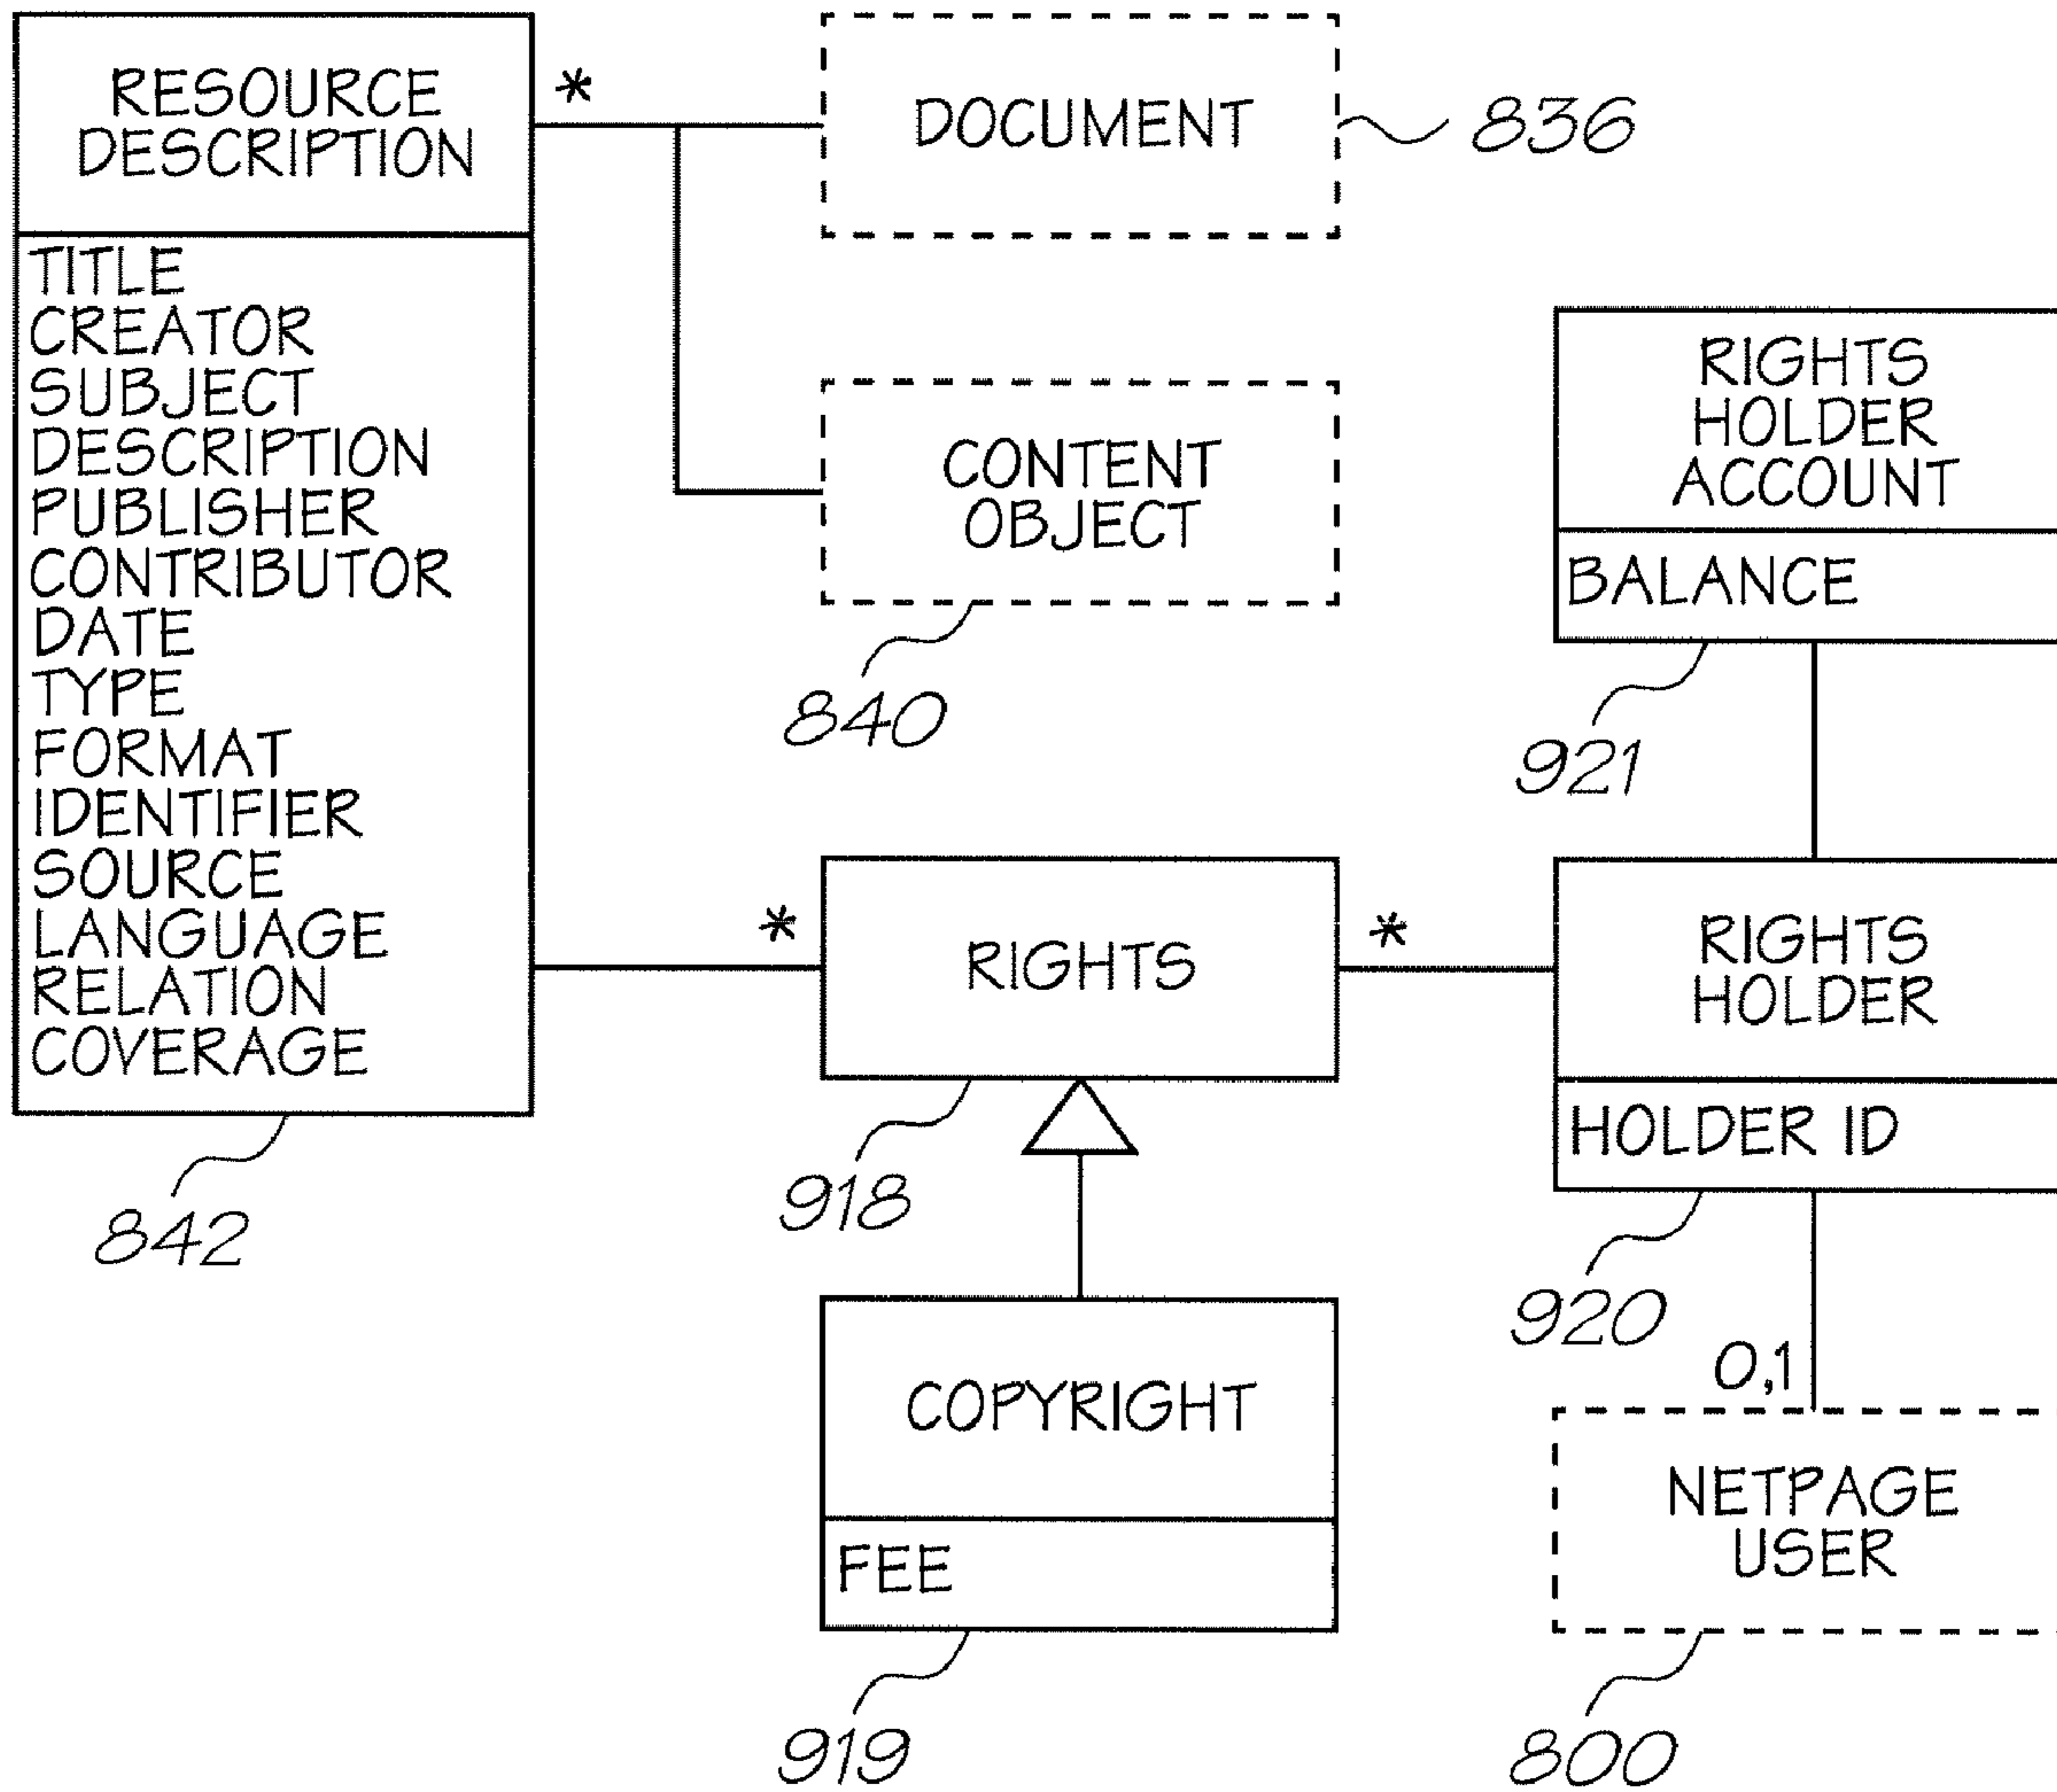 RESOURCE
DESCRIPTION
*
DOCUMENT
836
TITLE
CREATOR
SUBJECT
DESCRIPTION
PUBLISHER
CONTRIBUTOR
DATE
TYPE
FORMAT
IDENTIFIER
SOURCE
LANGUAGE
RELATION
COVERAGE
842
CONTENT
OBJECT
840
RIGHTS
HOLDER
ACCOUNT
BALANCE
921
*
RIGHTS
*
918
RIGHTS
HOLDER
HOLDER ID
920
COPYRIGHT
FEE
919
0,1
NETPAGE
USER
800